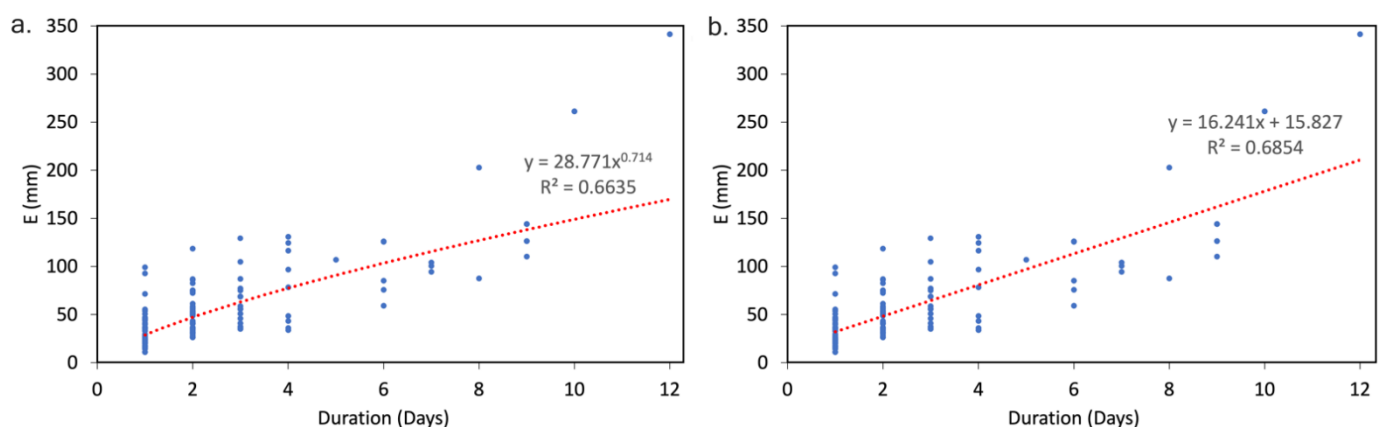 a.
350
300
250
200
150
100
50
0
E (mm)
y = 28.771x^0.714
R² = 0.6635
0 2 4 6 8 10 12
Duration (Days)
b.
350
300
250
200
150
100
50
0
E (mm)
y = 16.241x + 15.827
R² = 0.6854
0 2 4 6 8 10 12
Duration (Days)